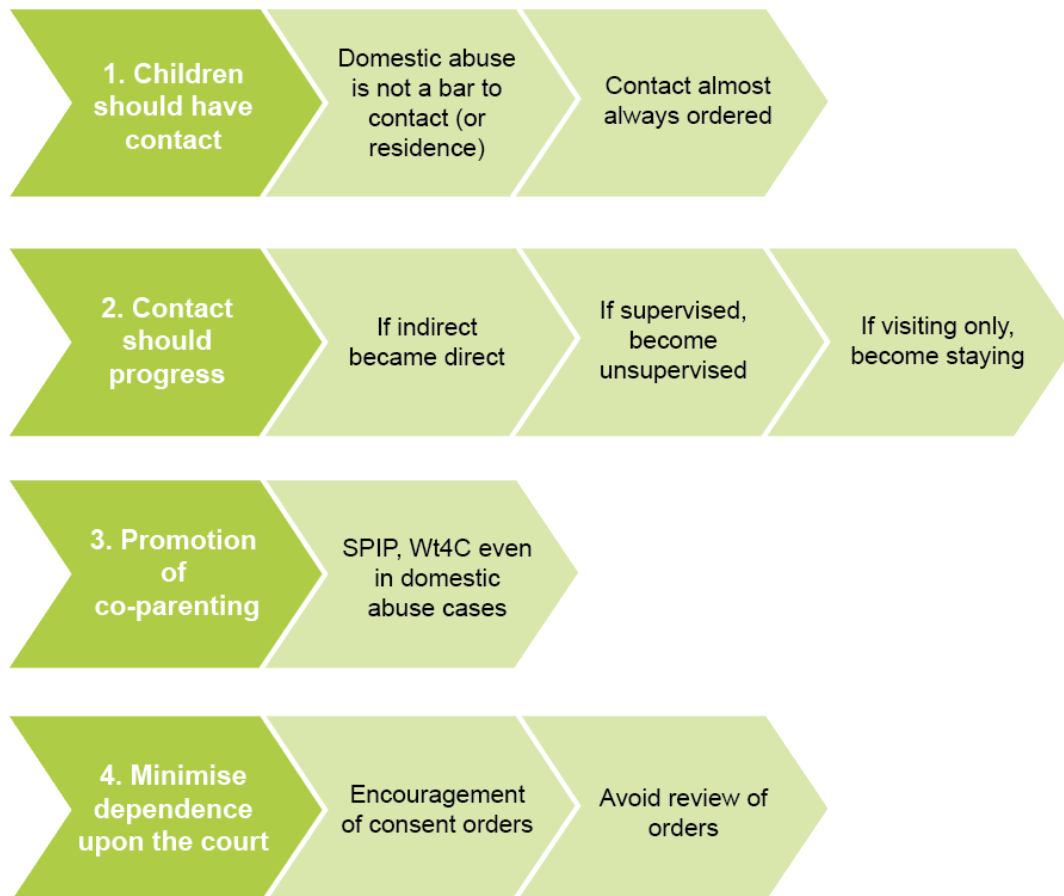 1. Children
should have
contact
Domestic abuse
is not a bar to
contact (or
residence)
Contact almost
always ordered
2. Contact
should
progress
If indirect
became direct
If supervised,
become
unsupervised
If visiting only,
become staying
3. Promotion
of
co-parenting
SPIP, Wt4C even
in domestic
abuse cases
4. Minimise
dependence
upon the court
Encouragement
of consent orders
Avoid review of
orders